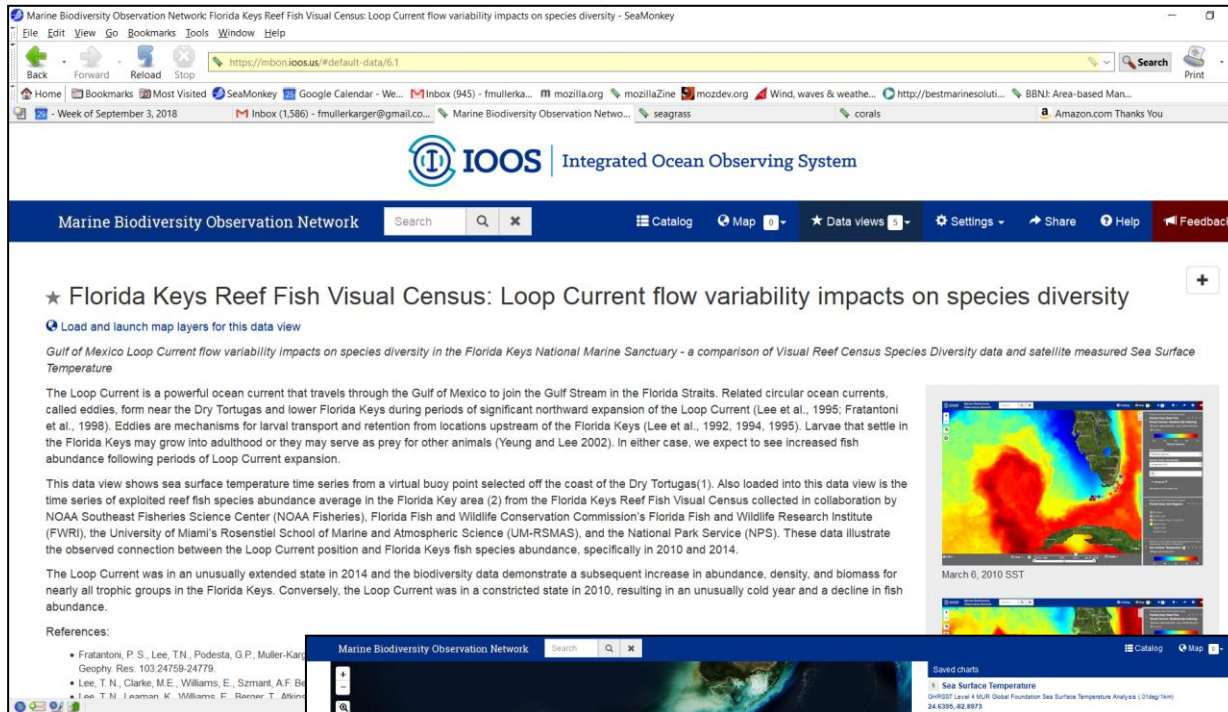 Marine Biodiversity Observation Network: Florida Keys Reef Fish Visual Census: Loop Current flow variability impacts on species diversity - SeaMonkey
File Edit View Go Bookmarks Tools Window Help
https://mbon.ioos.us/#default-data/6.1
Search
Back Forward Reload Stop
Print
Home Bookmarks Most Visited SeaMonkey Google Calendar - We... Inbox (945) - fmullerka... mozilla.org mozillaZine mozdev.org Wind, waves & weathe... http://bestmarinesoluti... BBNJ: Area-based Man...
- Week of September 3, 2018 Inbox (1,586) - fmullerkarger@gmail.co... Marine Biodiversity Observation Netwo... seagrass corals Amazon.com Thanks You
IOOS Integrated Ocean Observing System
Marine Biodiversity Observation Network Search Catalog Map 0 Data views 5 Settings Share Help Feedback
Florida Keys Reef Fish Visual Census: Loop Current flow variability impacts on species diversity
Load and launch map layers for this data view
Gulf of Mexico Loop Current flow variability impacts on species diversity in the Florida Keys National Marine Sanctuary - a comparison of Visual Reef Census Species Diversity data and satellite measured Sea Surface
Temperature
The Loop Current is a powerful ocean current that travels through the Gulf of Mexico to join the Gulf Stream in the Florida Straits. Related circular ocean currents,
called eddies, form near the Dry Tortugas and lower Florida Keys during periods of significant northward expansion of the Loop Current (Lee et al., 1995; Fratantoni
et al., 1998). Eddies are mechanisms for larval transport and retention from locations upstream of the Florida Keys (Lee et al., 1992, 1994, 1995). Larvae that settle in
the Florida Keys may grow into adulthood or they may serve as prey for other animals (Yeung and Lee 2002). In either case, we expect to see increased fish
abundance following periods of Loop Current expansion.
This data view shows sea surface temperature time series from a virtual buoy point selected off the coast of the Dry Tortugas(1). Also loaded into this data view is the
time series of exploited reef fish species abundance average in the Florida Key area (2) from the Florida Keys Reef Fish Visual Census collected in collaboration by
NOAA Southeast Fisheries Science Center (NOAA Fisheries), Florida Fish and Wildlife Conservation Commission's Florida Fish and Wildlife Research Institute
(FWRI), the University of Miami's Rosenstiel School of Marine and Atmospheric Science (UM-RSMAS), and the National Park Service (NPS). These data illustrate
the observed connection between the Loop Current position and Florida Keys fish species abundance, specifically in 2010 and 2014.
The Loop Current was in an unusually extended state in 2014 and the biodiversity data demonstrate a subsequent increase in abundance, density, and biomass for
nearly all trophic groups in the Florida Keys. Conversely, the Loop Current was in a constricted state in 2010, resulting in an unusually cold year and a decline in fish
abundance.
March 6, 2010 SST
References:
Fratantoni, P. S., Lee, T.N., Podesta, G.P., Muller-Karg
Geophy. Res. 103:24759-24779.
Lee, T. N., Clarke, M.E., Williams, E., Szmant, A.F. Be
Lee, T. N., Leaman, K., Williams, E., Berger, T., Atkins
Marine Biodiversity Observation Network Search Catalog Map 0
Saved charts
1 Sea Surface Temperature
GHRSST Level 4 MUR Global Foundation Sea Surface Temperature Analysis (.01deg/1km)
24.6395,-82.8973